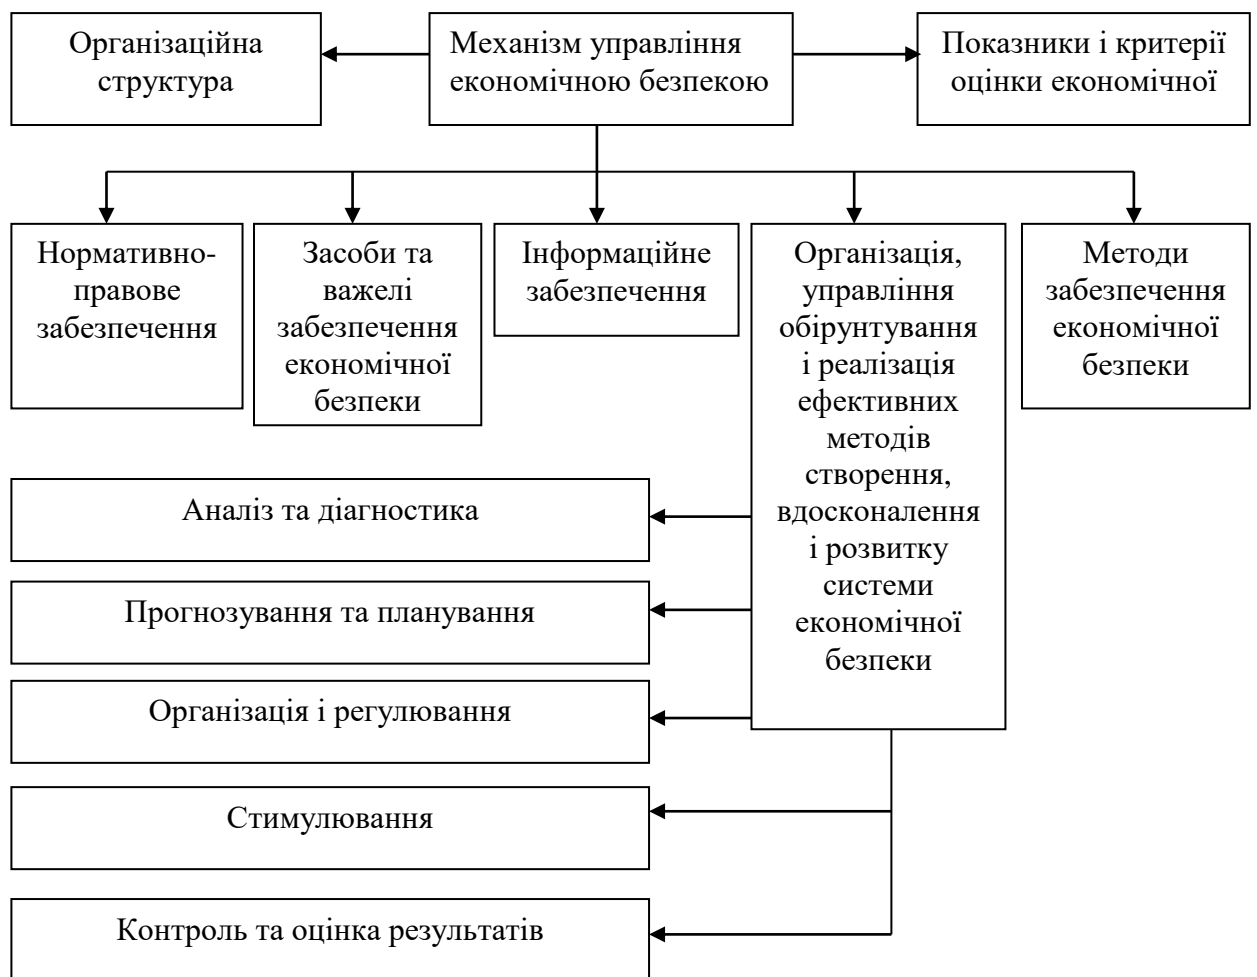 Організаційна
структура
Механізм управління
економічною безпекою
Показники і критерії
оцінки економічної
Нормативно-
правове
забезпечення
Засоби та
важелі
забезпечення
економічної
безпеки
Інформаційне
забезпечення
Організація,
управління
обірунтування
і реалізація
ефективних
методів
створення,
вдосконалення
і розвитку
системи
економічної
безпеки
Методи
забезпечення
економічної
безпеки
Аналіз та діагностика
Прогнозування та планування
Організація і регулювання
Стимулювання
Контроль та оцінка результатів